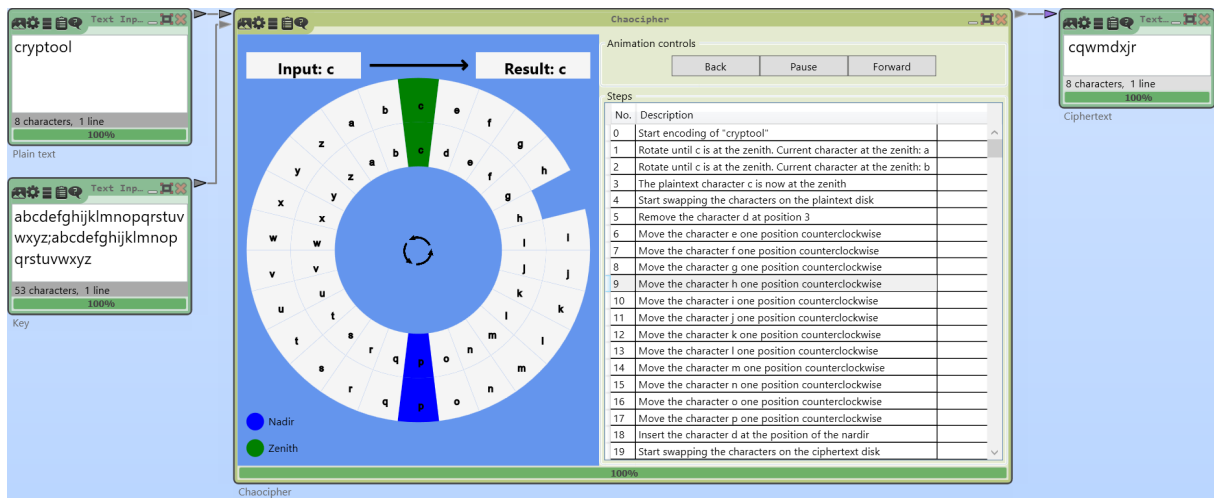 Text Inp…
cryptool
8 characters, 1 line
100%
Plain text
Text Inp…
abcdefghijklmnopqrstuv
wxyz;abcdefghijklmnop
qrstuvwxyz
53 characters, 1 line
100%
Key
Chaocipher
Input: c
Result: c
c e f g h i j k l m n o p q r s t u v w x y z a b
c d e f g h i j k l m n o p q r s t u v w x y z a b
Nadir
Zenith
Animation controls
Back Pause Forward
Steps
No. Description
0 Start encoding of "cryptool"
1 Rotate until c is at the zenith. Current character at the zenith: a
2 Rotate until c is at the zenith. Current character at the zenith: b
3 The plaintext character c is now at the zenith
4 Start swapping the characters on the plaintext disk
5 Remove the character d at position 3
6 Move the character e one position counterclockwise
7 Move the character f one position counterclockwise
8 Move the character g one position counterclockwise
9 Move the character h one position counterclockwise
10 Move the character i one position counterclockwise
11 Move the character j one position counterclockwise
12 Move the character k one position counterclockwise
13 Move the character l one position counterclockwise
14 Move the character m one position counterclockwise
15 Move the character n one position counterclockwise
16 Move the character o one position counterclockwise
17 Move the character p one position counterclockwise
18 Insert the character d at the position of the nardir
19 Start swapping the characters on the ciphertext disk
100%
Chaocipher
Text…
cqwmdxjr
8 characters, 1 line
100%
Ciphertext